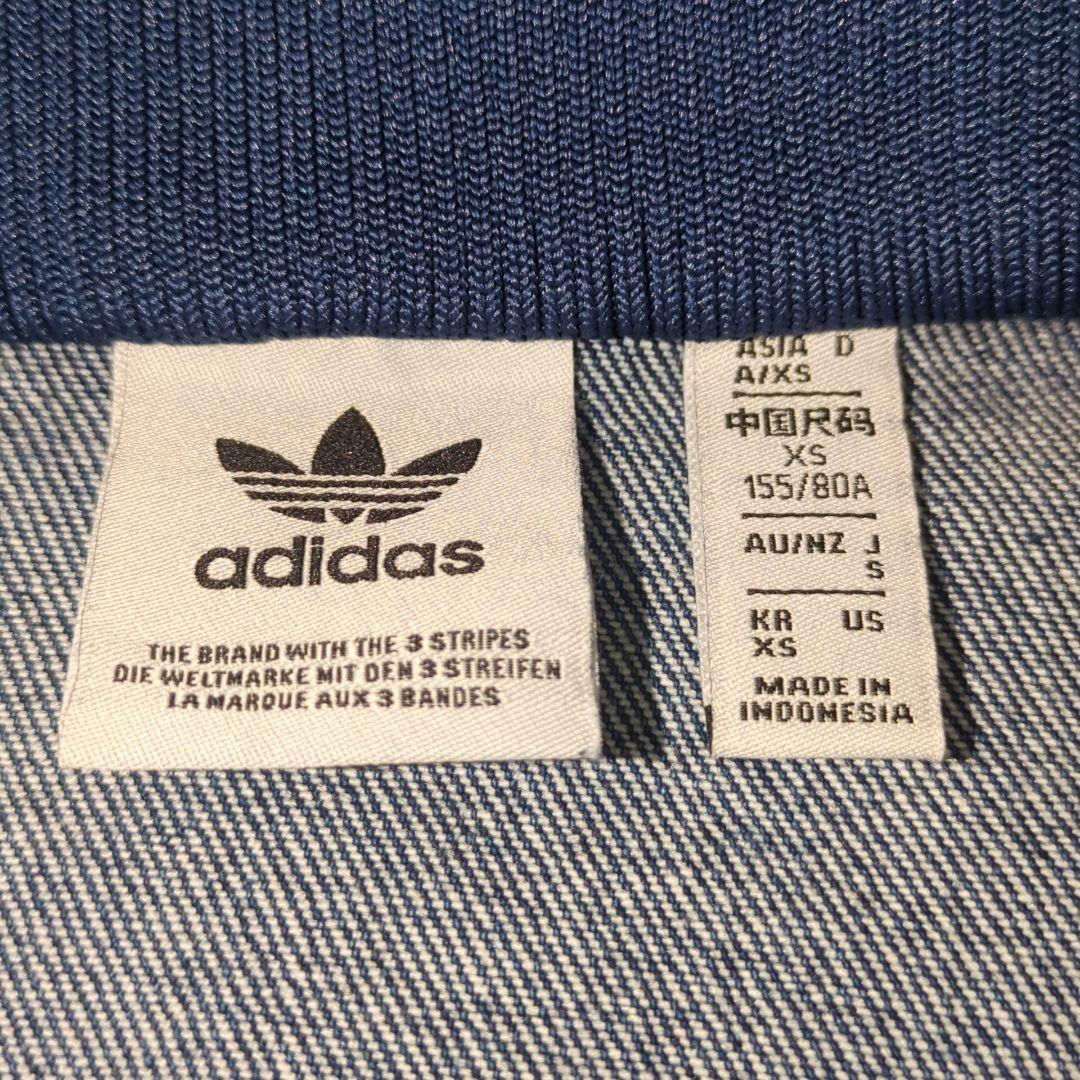 adidas
THE BRAND WITH THE 3 STRIPES
DIE WELTMARKE MIT DEN 3 STREIFEN
LA MARQUE AUX 3 BANDES
ASIA D
A/XS
中国尺码
XS
155/80A
AU/NZ J
S
KR US
XS
MADE IN
INDONESIA